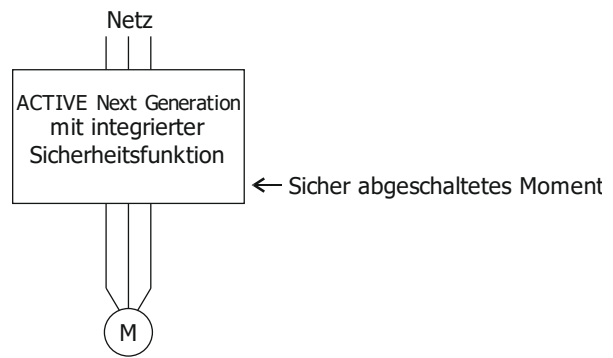 Netz
ACTIVE Next Generation
mit integrierter
Sicherheitsfunktion
Sicher abgeschaltetes Moment
M